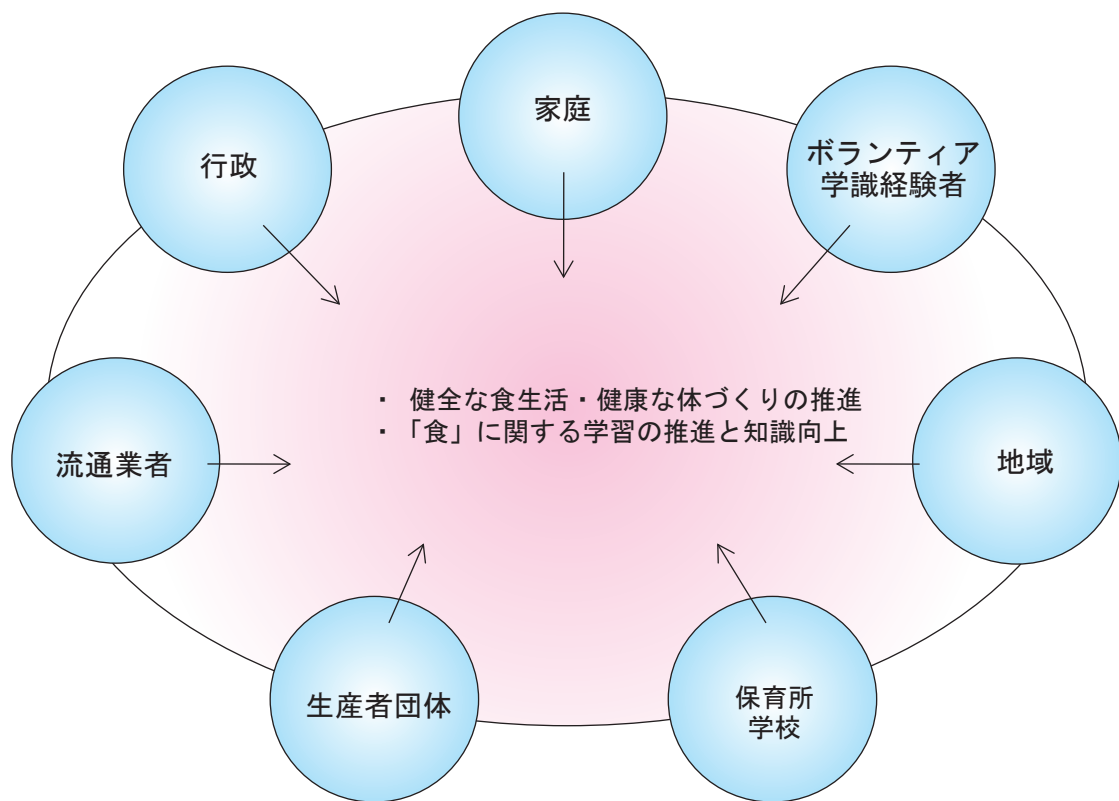 家庭
行政
ボランティア
学識経験者
・ 健全な食生活・健康な体づくりの推進
・「食」に関する学習の推進と知識向上
流通業者
地域
生産者団体
保育所
学校